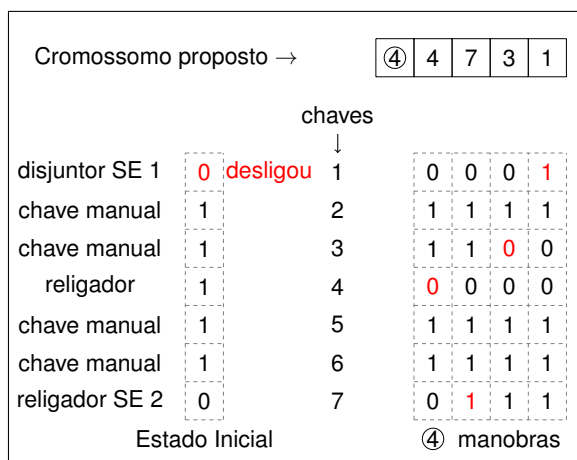 Cromossomo proposto → ④ 4 7 3 1
chaves
↓
disjuntor SE 1 0 desligou 1 0 0 0 1
chave manual 1 2 1 1 1 1
chave manual 1 3 1 1 0 0
religador 1 4 0 0 0 0
chave manual 1 5 1 1 1 1
chave manual 1 6 1 1 1 1
religador SE 2 0 7 0 1 1 1
Estado Inicial ④ manobras